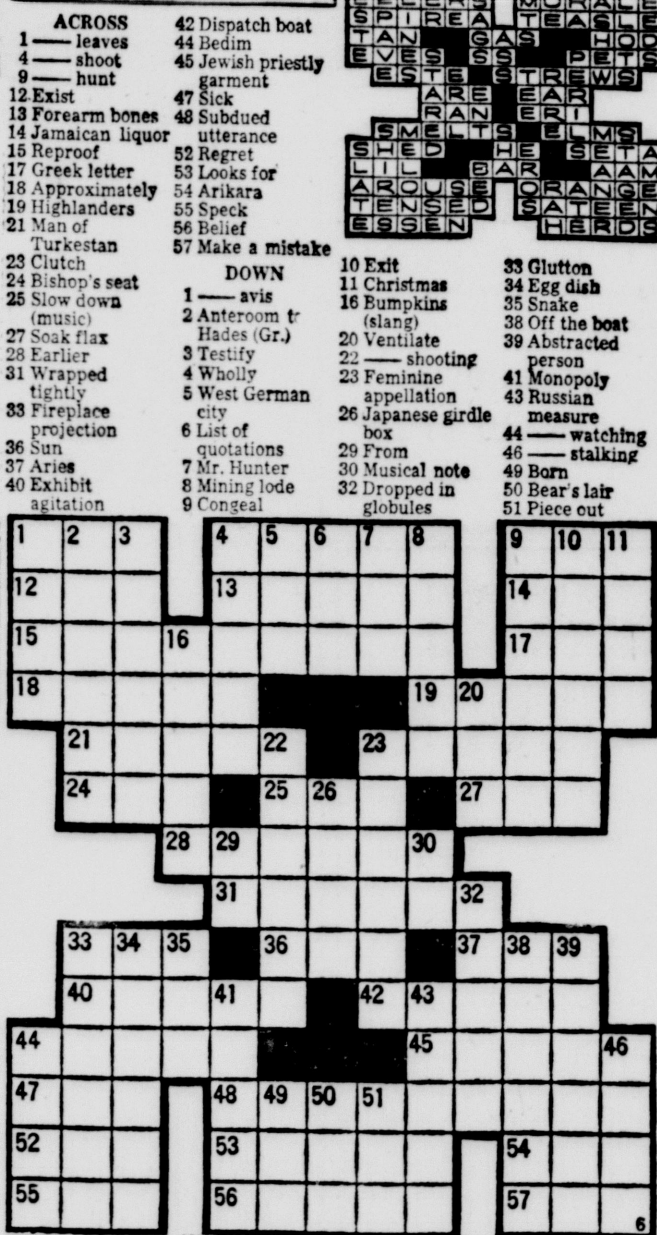 SPIREA TEASLE
TAN GAS HOD
EVES SS PETS
ESTE STREWS
ARE EAR
RAN ERI
SMELTS ELMS
SHED HE SETA
LIL BAR AAM
AROUSE ORANGE
TENSED SATEEN
ESSEN HERDS
ACROSS
1 —— leaves
4 —— shoot
9 —— hunt
12 Exist
13 Forearm bones
14 Jamaican liquor
15 Reproof
17 Greek letter
18 Approximately
19 Highlanders
21 Man of
Turkestan
23 Clutch
24 Bishop's seat
25 Slow down
(music)
27 Soak flax
28 Earlier
31 Wrapped
tightly
33 Fireplace
projection
36 Sun
37 Aries
40 Exhibit
agitation
42 Dispatch boat
44 Bedim
45 Jewish priestly
garment
47 Sick
48 Subdued
utterance
52 Regret
53 Looks for
54 Arikara
55 Speck
56 Belief
57 Make a mistake
DOWN
1 —— avis
2 Anteroom tr
Hades (Gr.)
3 Testify
4 Wholly
5 West German
city
6 List of
quotations
7 Mr. Hunter
8 Mining lode
9 Congeal
10 Exit
11 Christmas
16 Bumpkins
(slang)
20 Ventilate
22 —— shooting
23 Feminine
appellation
26 Japanese girdle
box
29 From
30 Musical note
32 Dropped in
globules
33 Glutton
34 Egg dish
35 Snake
38 Off the boat
39 Abstracted
person
41 Monopoly
43 Russian
measure
44 —— watching
46 —— stalking
49 Born
50 Bear's lair
51 Piece out
1 2 3 4 5 6 7 8 9 10 11
12 13 14
15 16 17
18 19 20
21 22 23
24 25 26 27
28 29 30
31 32
33 34 35 36 37 38 39
40 41 42 43
44 45 46
47 48 49 50 51
52 53 54
55 56 57
6